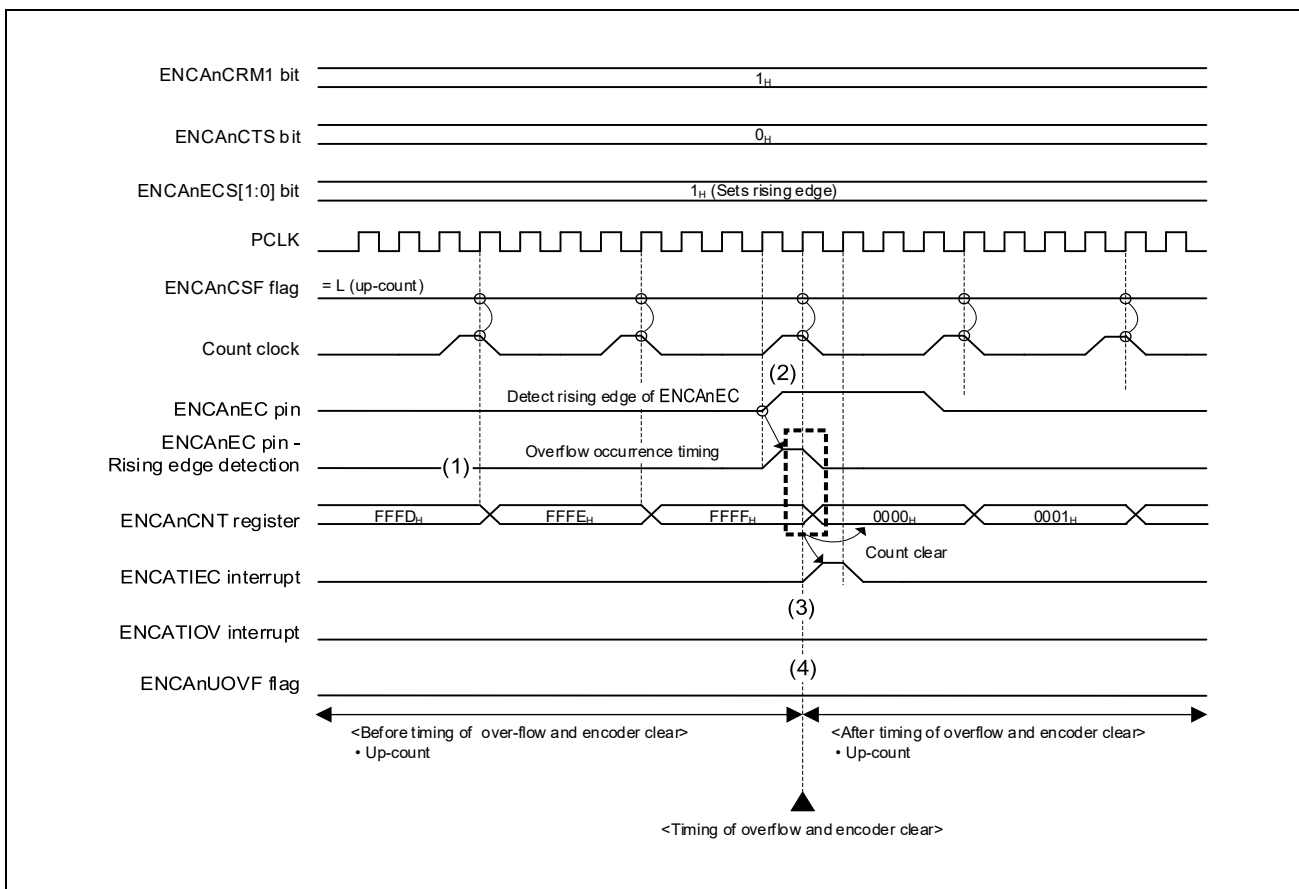 ENCAnCRM1 bit
1H
ENCAnCTS bit
0H
ENCAnECS[1:0] bit
1H (Sets rising edge)
PCLK
ENCAnCSF flag
= L (up-count)
Count clock
(2)
ENCAnEC pin
Detect rising edge of ENCAnEC
ENCAnEC pin -
Rising edge detection
(1)
Overflow occurrence timing
ENCAnCNT register
FFFDH
FFFEH
FFFFH
0000H
0001H
Count clear
ENCATIEC interrupt
(3)
ENCATIOV interrupt
(4)
ENCAnUOVF flag
<Before timing of over-flow and encoder clear>
• Up-count
<After timing of overflow and encoder clear>
• Up-count
<Timing of overflow and encoder clear>